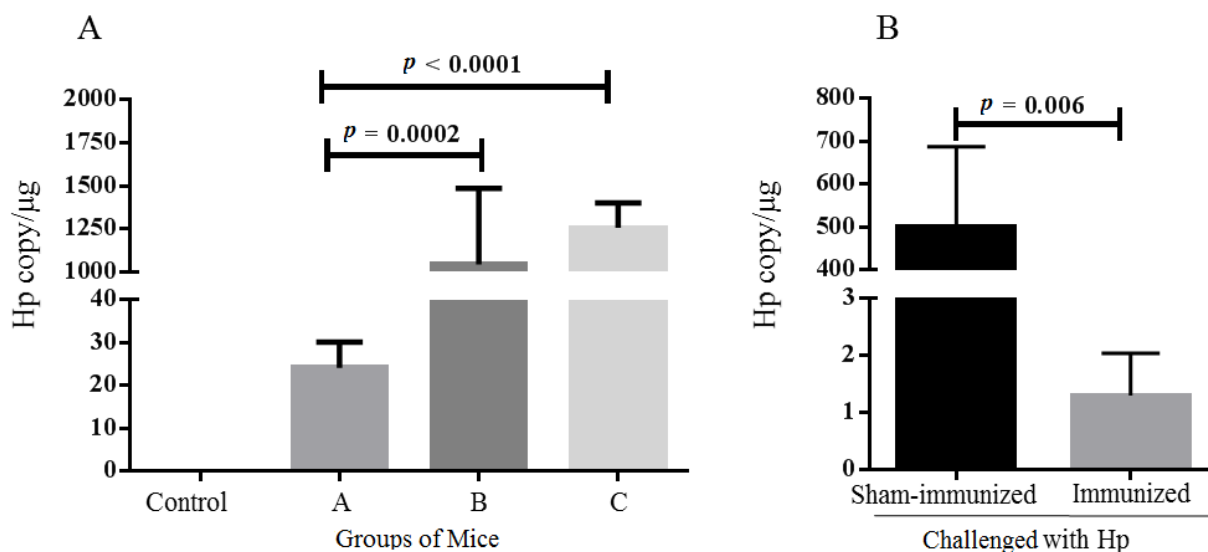 A
p < 0.0001
p = 0.0002
Hp copy/µg
2000
1750
1500
1250
1000
40
30
20
10
0
Control A B C
Groups of Mice
B
p = 0.006
Hp copy/µg
800
700
600
500
400
3
2
1
0
Sham-immunized Immunized
Challenged with Hp